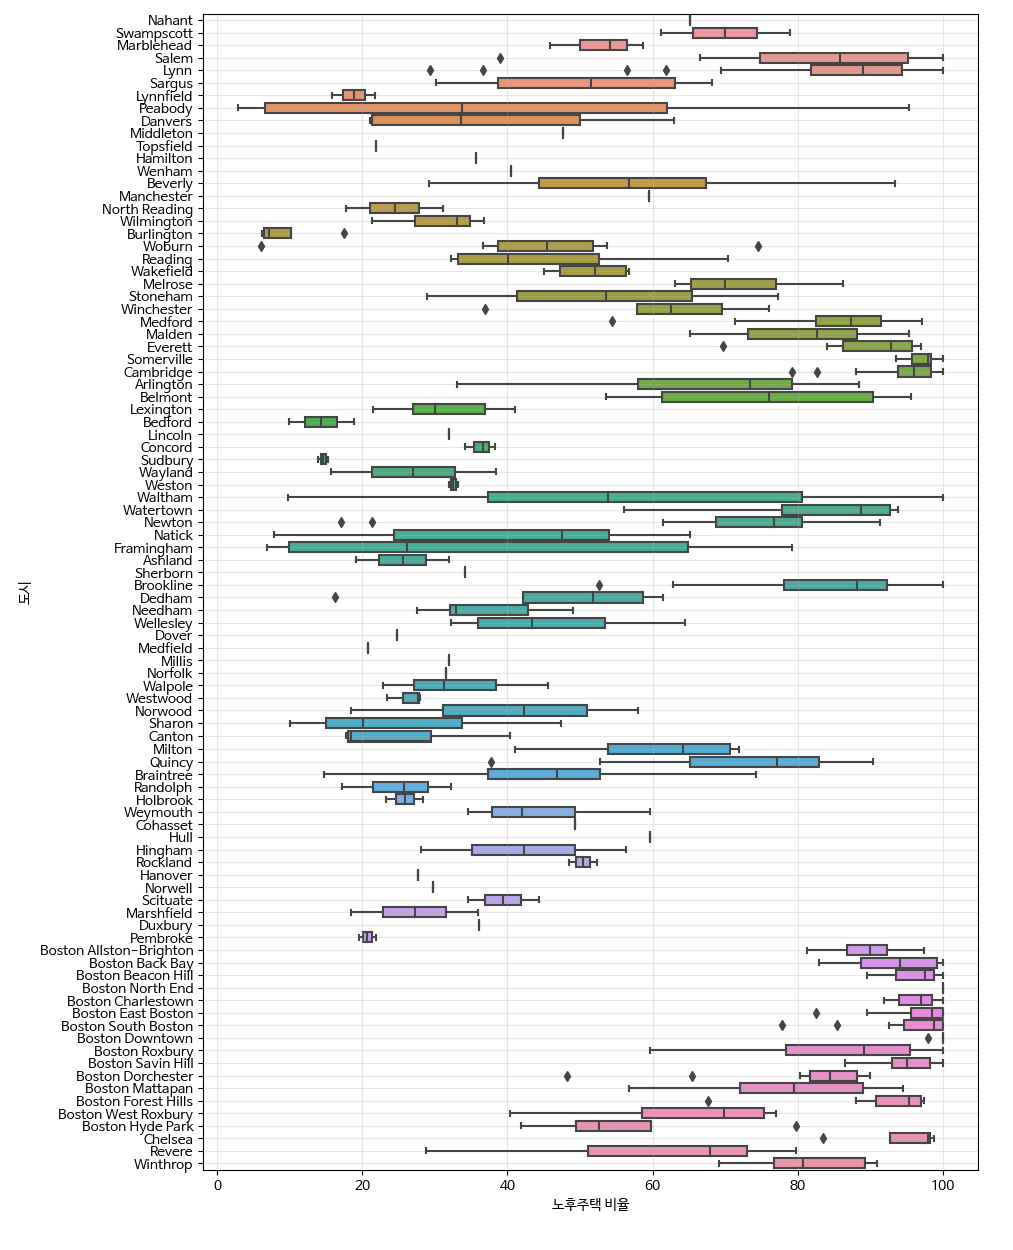 Nahant
Swampscott
Marblehead
Salem
Lynn
Sargus
Lynnfield
Peabody
Danvers
Middleton
Topsfield
Hamilton
Wenham
Beverly
Manchester
North Reading
Wilmington
Burlington
Woburn
Reading
Wakefield
Melrose
Stoneham
Winchester
Medford
Malden
Everett
Somerville
Cambridge
Arlington
Belmont
Lexington
Bedford
Lincoln
Concord
Sudbury
Wayland
Weston
Waltham
Watertown
Newton
Natick
Framingham
Ashland
Sherborn
Brookline
Dedham
Needham
Wellesley
Dover
Medfield
Millis
Norfolk
Walpole
Westwood
Norwood
Sharon
Canton
Milton
Quincy
Braintree
Randolph
Holbrook
Weymouth
Cohasset
Hull
Hingham
Rockland
Hanover
Norwell
Scituate
Marshfield
Duxbury
Pembroke
Boston Allston-Brighton
Boston Back Bay
Boston Beacon Hill
Boston North End
Boston Charlestown
Boston East Boston
Boston South Boston
Boston Downtown
Boston Roxbury
Boston Savin Hill
Boston Dorchester
Boston Mattapan
Boston Forest Hills
Boston West Roxbury
Boston Hyde Park
Chelsea
Revere
Winthrop
도시
0 20 40 60 80 100
노후주택 비율